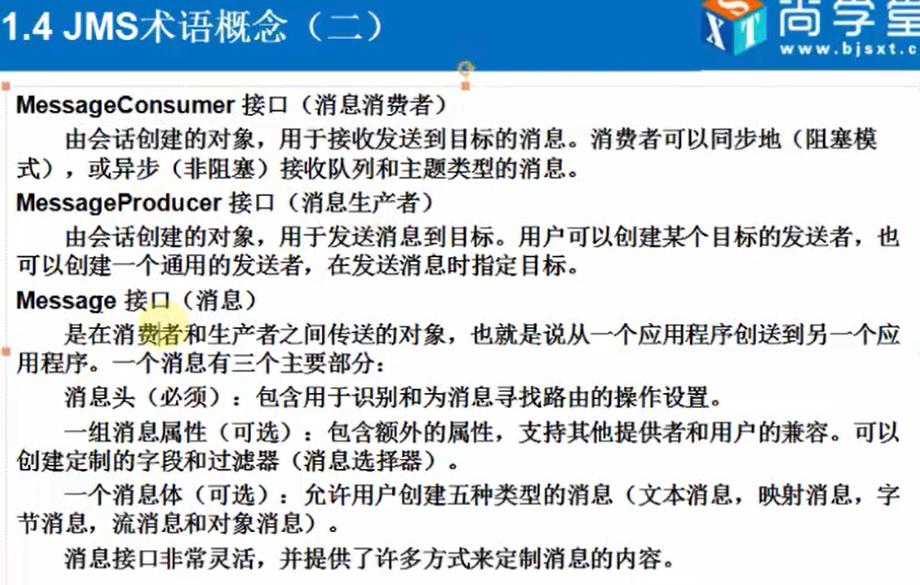 1.4 JMS术语概念（二）
SXT
尚学堂
www.bjsxt.c
MessageConsumer 接口（消息消费者）
由会话创建的对象，用于接收发送到目标的消息。消费者可以同步地（阻塞模
式），或异步（非阻塞）接收队列和主题类型的消息。
MessageProducer 接口（消息生产者）
由会话创建的对象，用于发送消息到目标。用户可以创建某个目标的发送者，也
可以创建一个通用的发送者，在发送消息时指定目标。
Message 接口（消息）
是在消费者和生产者之间传送的对象，也就是说从一个应用程序创送到另一个应
用程序。一个消息有三个主要部分：
消息头（必须）：包含用于识别和为消息寻找路由的操作设置。
一组消息属性（可选）：包含额外的属性，支持其他提供者和用户的兼容。可以
创建定制的字段和过滤器（消息选择器）。
一个消息体（可选）：允许用户创建五种类型的消息（文本消息，映射消息，字
节消息，流消息和对象消息）。
消息接口非常灵活，并提供了许多方式来定制消息的内容。